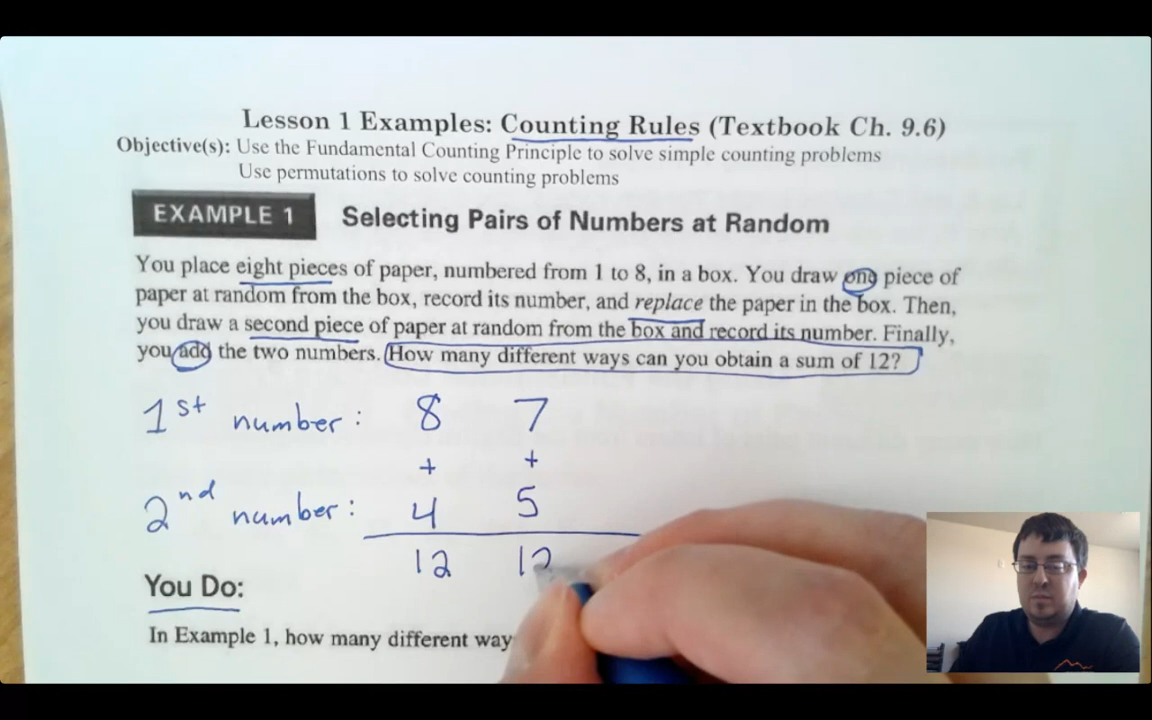 Lesson 1 Examples: Counting Rules (Textbook Ch. 9.6)
Objective(s): Use the Fundamental Counting Principle to solve simple counting problems
Use permutations to solve counting problems
EXAMPLE 1 Selecting Pairs of Numbers at Random
You place eight pieces of paper, numbered from 1 to 8, in a box. You draw one piece of
paper at random from the box, record its number, and replace the paper in the box. Then,
you draw a second piece of paper at random from the box and record its number. Finally,
you add the two numbers. How many different ways can you obtain a sum of 12?
1st number: 8 7
+ +
2nd number: 4 5
12 12
You Do:
In Example 1, how many different way